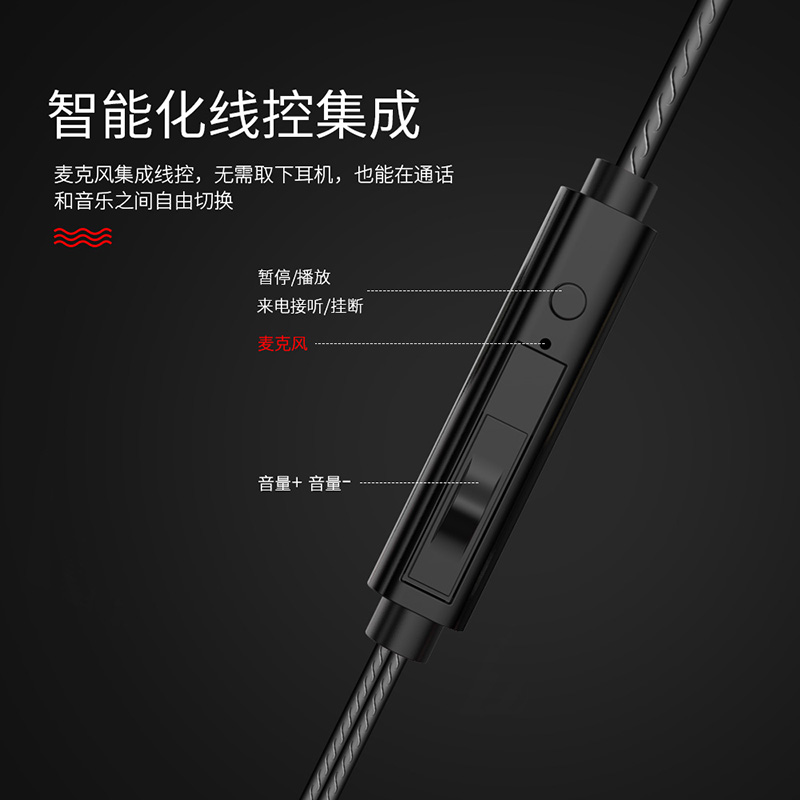 智能化线控集成
麦克风集成线控，无需取下耳机，也能在通话
和音乐之间自由切换
暂停/播放
来电接听/挂断
麦克风
音量+ 音量-